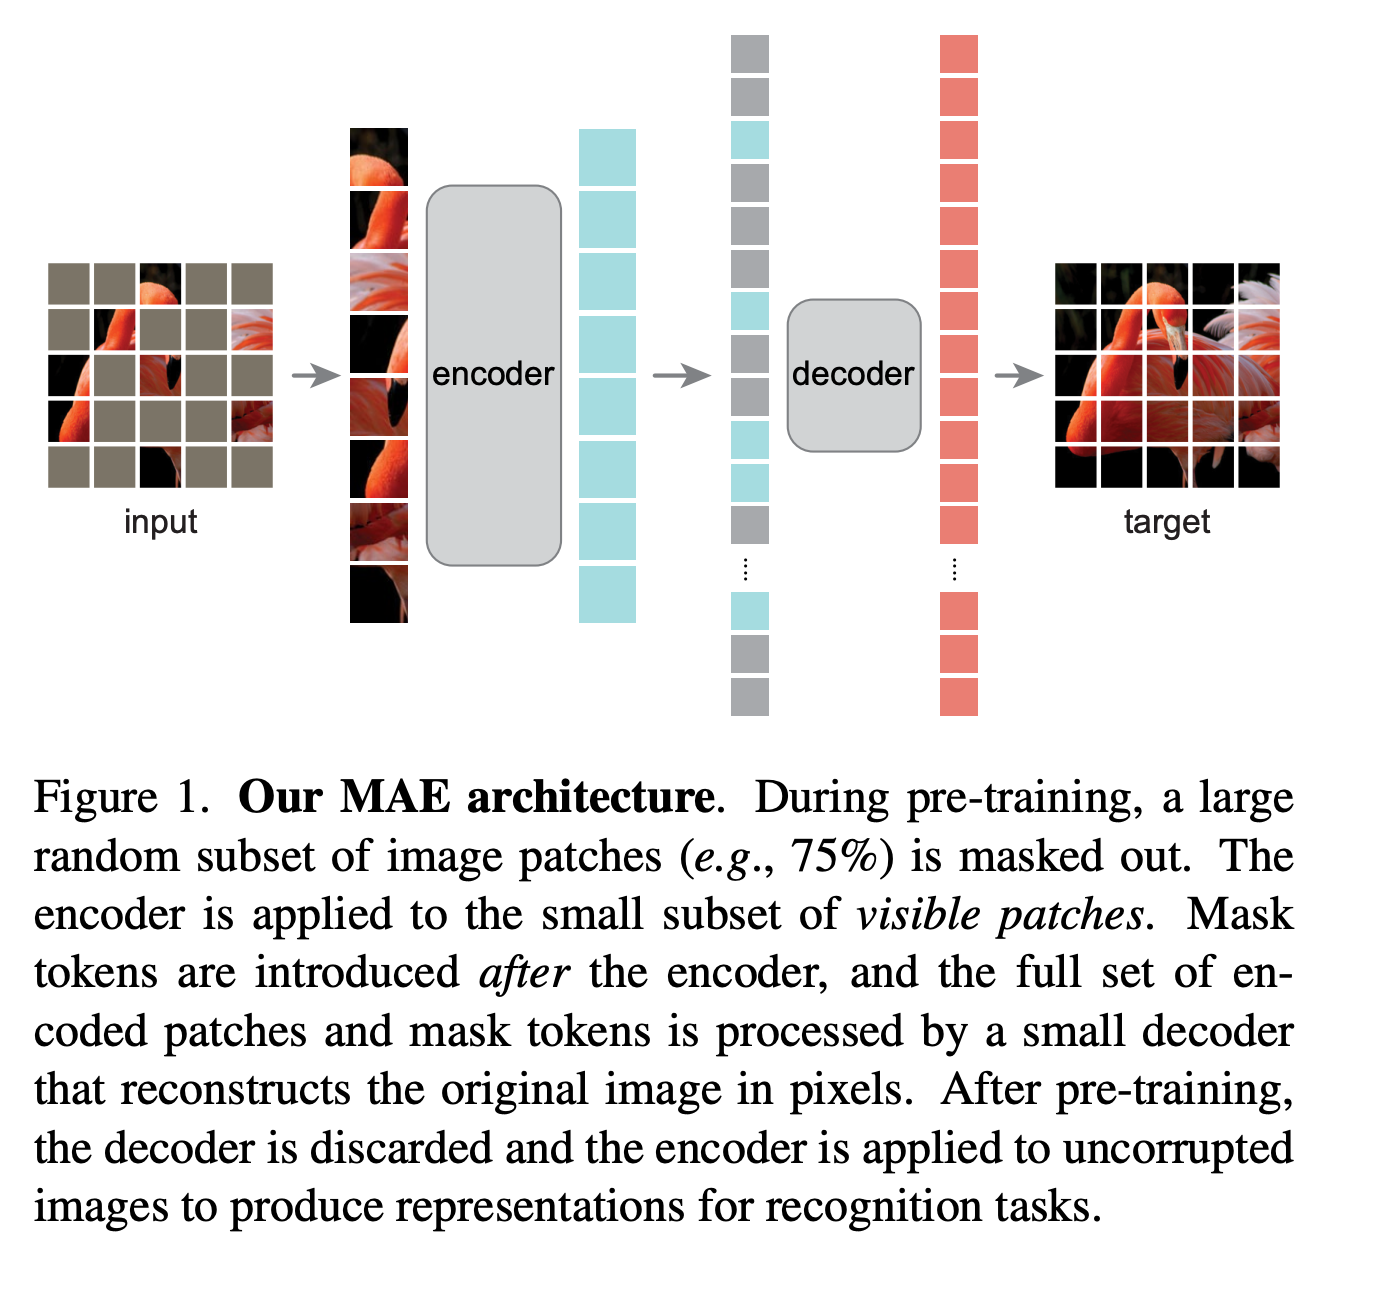 input
encoder
decoder
target
Figure 1. Our MAE architecture. During pre-training, a large
random subset of image patches (e.g., 75%) is masked out. The
encoder is applied to the small subset of visible patches. Mask
tokens are introduced after the encoder, and the full set of en-
coded patches and mask tokens is processed by a small decoder
that reconstructs the original image in pixels. After pre-training,
the decoder is discarded and the encoder is applied to uncorrupted
images to produce representations for recognition tasks.